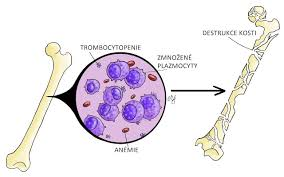 TROMBOCYTOPENIE
ZMNOŽENÉ
PLAZMOCYTY
ANÉMIE
DESTRUKCE KOSTI